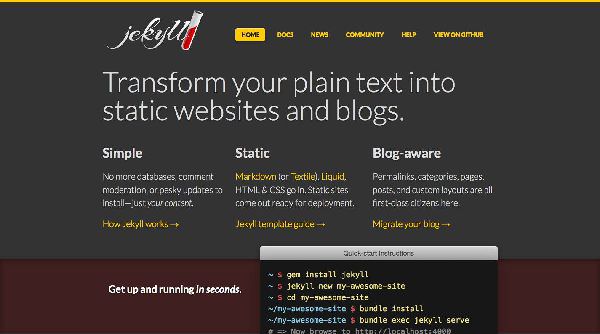 jekyll
HOME DOCS NEWS COMMUNITY HELP VIEW ON GITHUB
Transform your plain text into
static websites and blogs.
Simple
No more databases, comment
moderation, or pesky updates to
install—just your content.
How Jekyll works →
Static
Markdown (or Textile), Liquid,
HTML & CSS go in. Static sites
come out ready for deployment.
Jekyll template guide →
Blog-aware
Permalinks, categories, pages,
posts, and custom layouts are all
first-class citizens here.
Migrate your blog →
Get up and running in seconds.
Quick-start Instructions
~ $ gem install jekyll
~ $ jekyll new my-awesome-site
~ $ cd my-awesome-site
~/my-awesome-site $ bundle install
~/my-awesome-site $ bundle exec jekyll serve
# => Now browse to http://localhost:4000